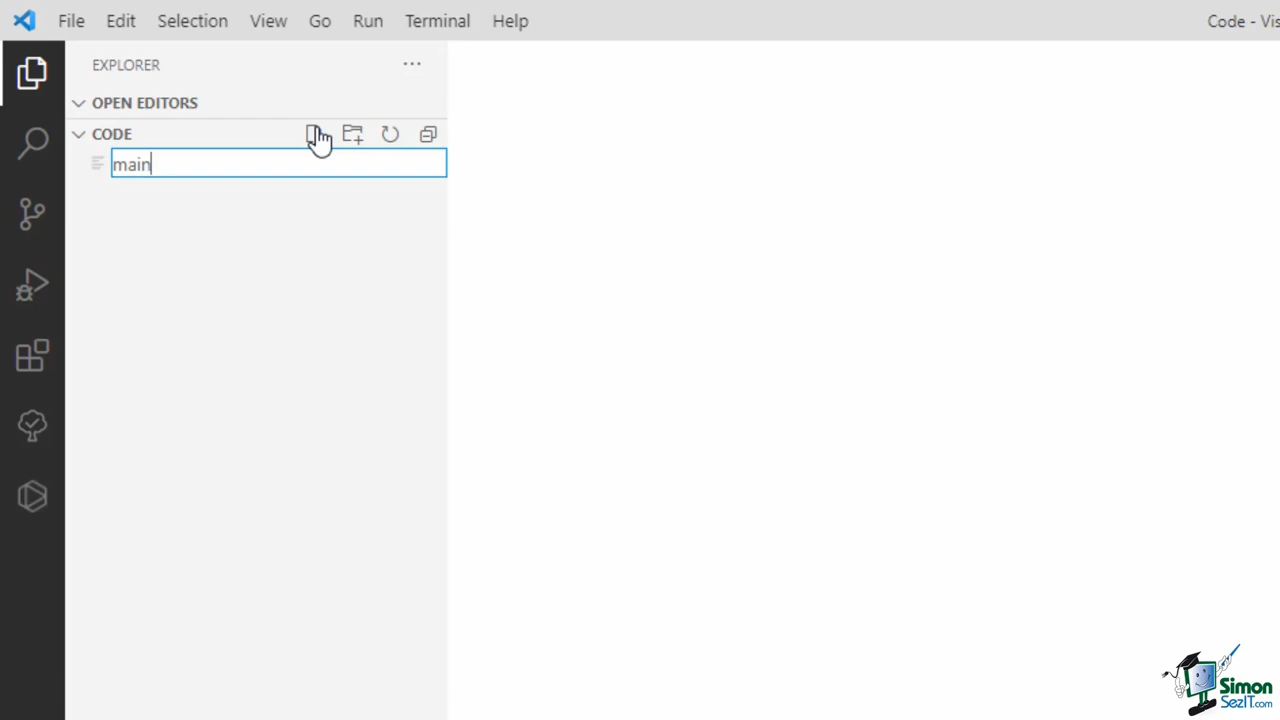 File Edit Selection View Go Run Terminal Help Code - Vis
EXPLORER
OPEN EDITORS
CODE
main
Simon
SezIT.com